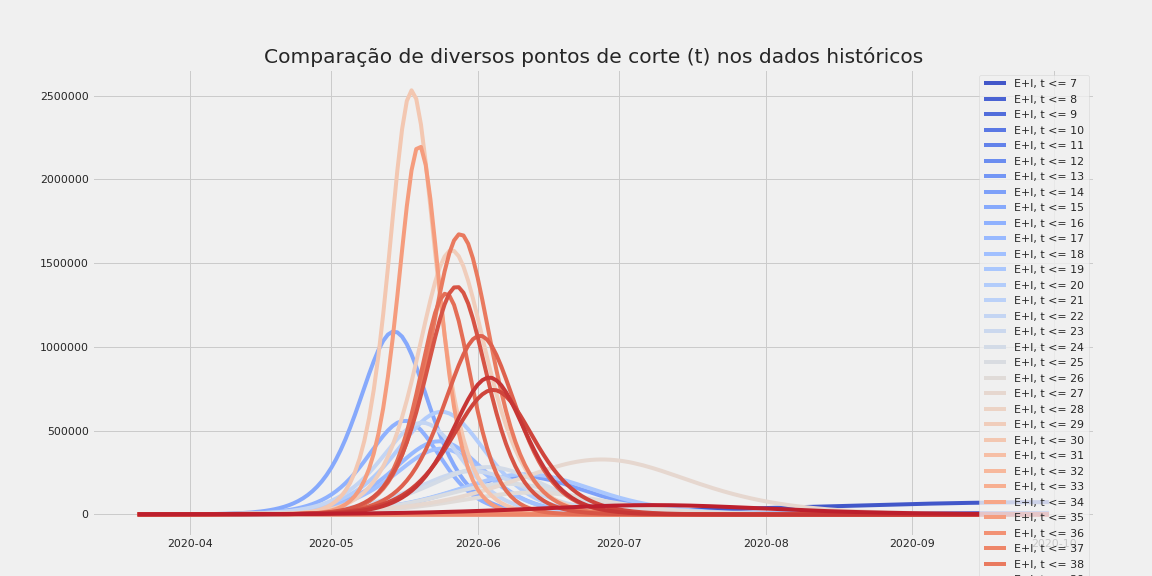 Comparação de diversos pontos de corte (t) nos dados históricos
2500000
2000000
1500000
1000000
500000
0
2020-04
2020-05
2020-06
2020-07
2020-08
2020-09
2020-10
E+I, t <= 7
E+I, t <= 8
E+I, t <= 9
E+I, t <= 10
E+I, t <= 11
E+I, t <= 12
E+I, t <= 13
E+I, t <= 14
E+I, t <= 15
E+I, t <= 16
E+I, t <= 17
E+I, t <= 18
E+I, t <= 19
E+I, t <= 20
E+I, t <= 21
E+I, t <= 22
E+I, t <= 23
E+I, t <= 24
E+I, t <= 25
E+I, t <= 26
E+I, t <= 27
E+I, t <= 28
E+I, t <= 29
E+I, t <= 30
E+I, t <= 31
E+I, t <= 32
E+I, t <= 33
E+I, t <= 34
E+I, t <= 35
E+I, t <= 36
E+I, t <= 37
E+I, t <= 38